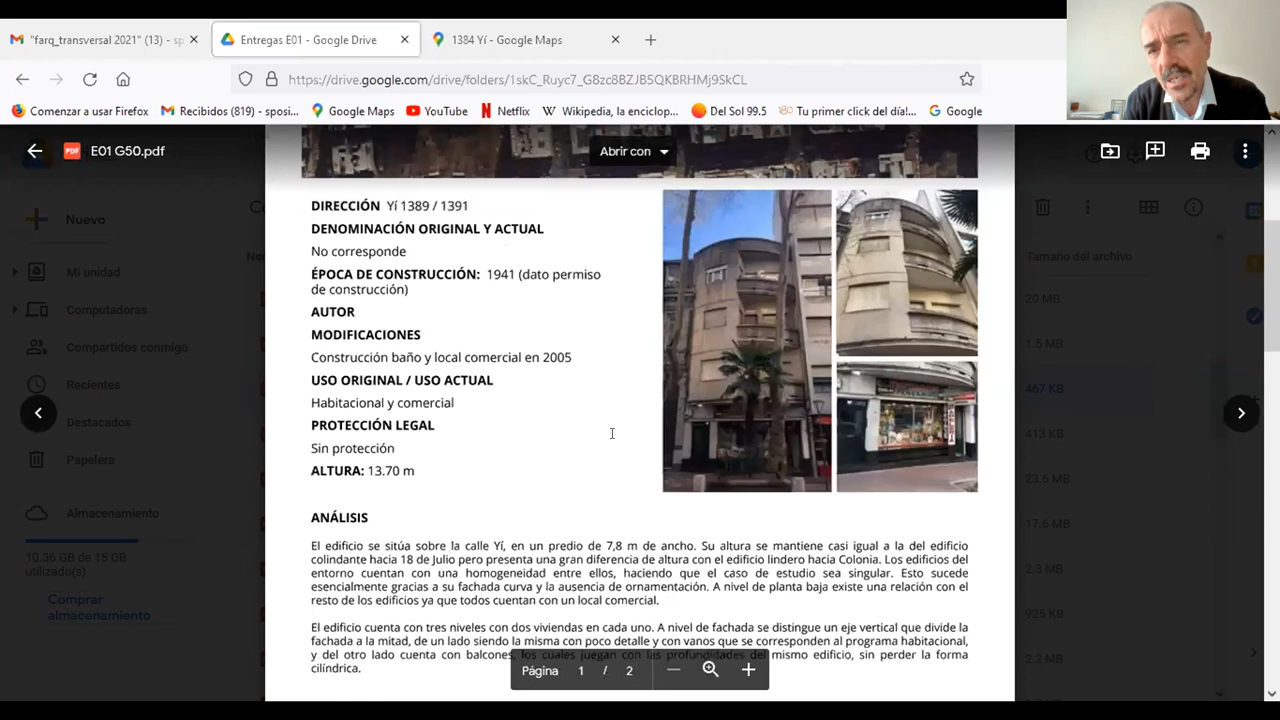 "farq_transversal 2021" (13) - sp
Entregas E01 - Google Drive
1384 Yí - Google Maps
https://drive.google.com/drive/folders/1skC_Ruyc7_G8zc8BZJB5QKBRHMj9SkCL
Comenzar a usar Firefox
Recibidos (819) - sposi...
Google Maps
YouTube
Netflix
Wikipedia, la enciclop...
Del Sol 99.5
Tu primer click del día!...
Google
E01 G50.pdf
Abrir con
Nuevo
Mi unidad
Computadoras
Compartidos conmigo
Recientes
Destacados
Papelera
Almacenamiento
10.36 GB de 15 GB
utilizado(s)
Comprar
almacenamiento
DIRECCIÓN Yí 1389 / 1391
DENOMINACIÓN ORIGINAL Y ACTUAL
No corresponde
ÉPOCA DE CONSTRUCCIÓN: 1941 (dato permiso
de construcción)
AUTOR
MODIFICACIONES
Construcción baño y local comercial en 2005
USO ORIGINAL / USO ACTUAL
Habitacional y comercial
PROTECCIÓN LEGAL
Sin protección
ALTURA: 13.70 m
ANÁLISIS
El edificio se sitúa sobre la calle Yí, en un predio de 7,8 m de ancho. Su altura se mantiene casi igual a la del edificio
colindante hacia 18 de Julio pero presenta una gran diferencia de altura con el edificio lindero hacia Colonia. Los edificios del
entorno cuentan con una homogeneidad entre ellos, haciendo que el caso de estudio sea singular. Esto sucede
esencialmente gracias a su fachada curva y la ausencia de ornamentación. A nivel de planta baja existe una relación con el
resto de los edificios ya que todos cuentan con un local comercial.
El edificio cuenta con tres niveles con dos viviendas en cada uno. A nivel de fachada se distingue un eje vertical que divide la
fachada a la mitad, de un lado siendo la misma con poco detalle y con vanos que se corresponden al programa habitacional,
y del otro lado cuenta con balcones, los cuales juegan con las profundidades del mismo edificio, sin perder la forma
cilíndrica.
Página 1 / 2
Tamaño del archivo
20 MB
1.5 MB
467 KB
413 KB
23.6 MB
17.6 MB
2.3 MB
925 KB
2.2 MB